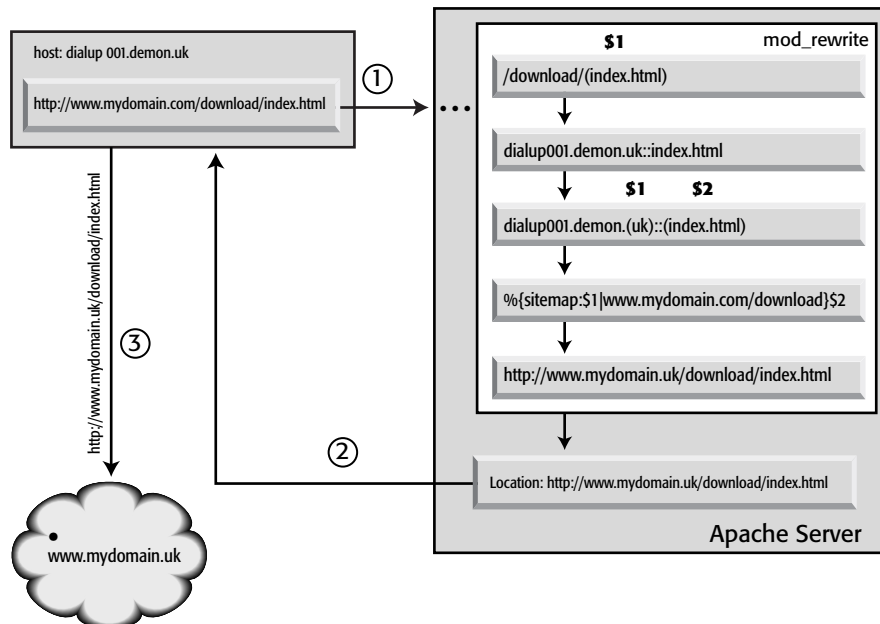 host: dialup 001.demon.uk
http://www.mydomain.com/download/index.html
①
...
$1
mod_rewrite
/download/(index.html)
dialup001.demon.uk::index.html
$1 $2
dialup001.demon.(uk)::(index.html)
%{sitemap:$1|www.mydomain.com/download}$2
http://www.mydomain.uk/download/index.html
②
Location: http://www.mydomain.uk/download/index.html
Apache Server
http://www.mydomain.uk/download/index.html
③
www.mydomain.uk